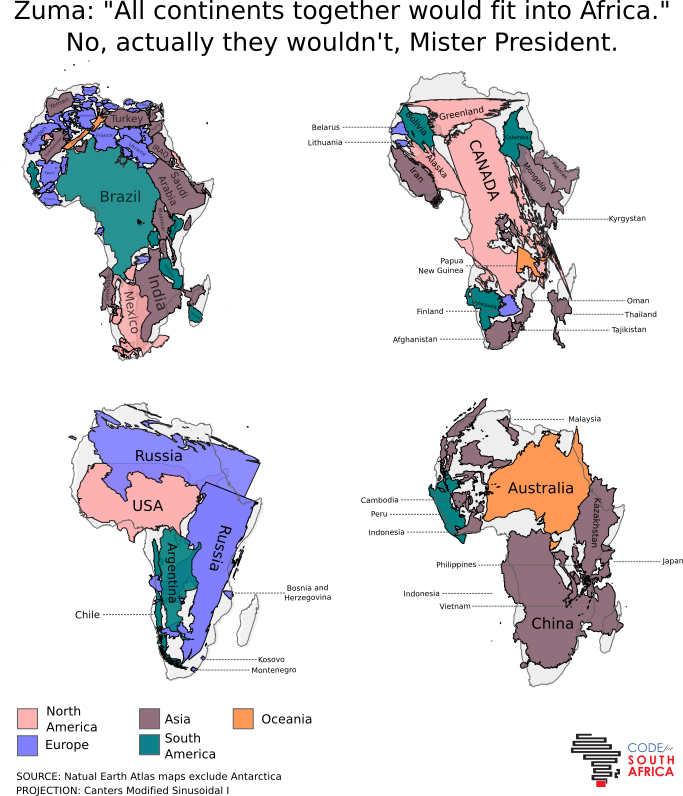 Zuma: "All continents together would fit into Africa."
No, actually they wouldn't, Mister President.
Yemen
Turkey
Sweden
France
Iraq
Saudi
Arabia
Brazil
India
Mexico
Belarus
Lithuania
Bolivia
Greenland
Colombia
Alaska
Iran
CANADA
Mongolia
Pakistan
Kyrgystan
Papua
New Guinea
Venezuela
Finland
Afghanistan
Oman
Thailand
Tajikistan
Russia
USA
Russia
Argentina
Chile
Bosnia and
Herzegovina
Kosovo
Montenegro
Malaysia
Australia
Kazakhstan
Cambodia
Peru
Indonesia
Philippines
Japan
Indonesia
Vietnam
China
North
America
Asia
Oceania
Europe
South
America
SOURCE: Natual Earth Atlas maps exclude Antarctica
PROJECTION: Canters Modified Sinusoidal I
CODE for
SOUTH
AFRICA